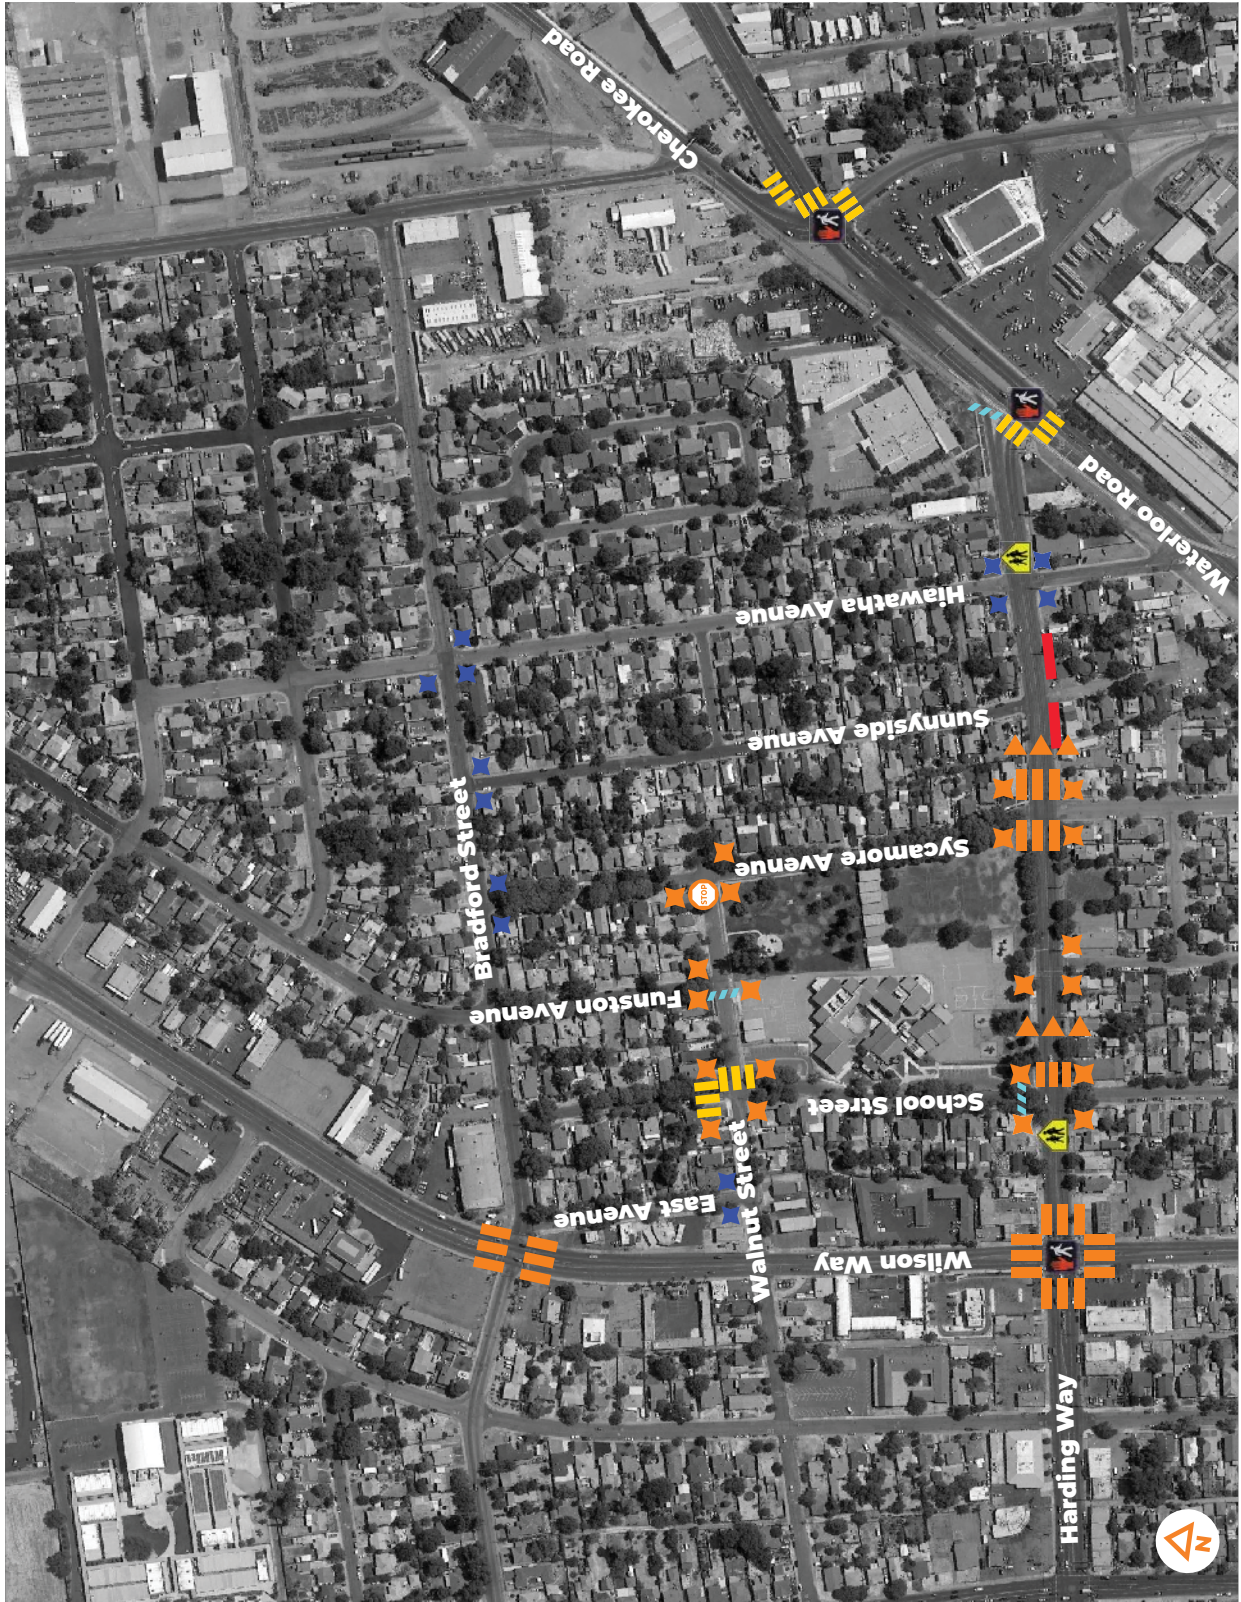 Cherokee Road
Waterloo Road
Hiawatha Avenue
Sunnyside Avenue
Bradford Street
Sycamore Avenue
STOP
Funston Avenue
School Street
East Avenue
Walnut Street
Wilson Way
Harding Way
N